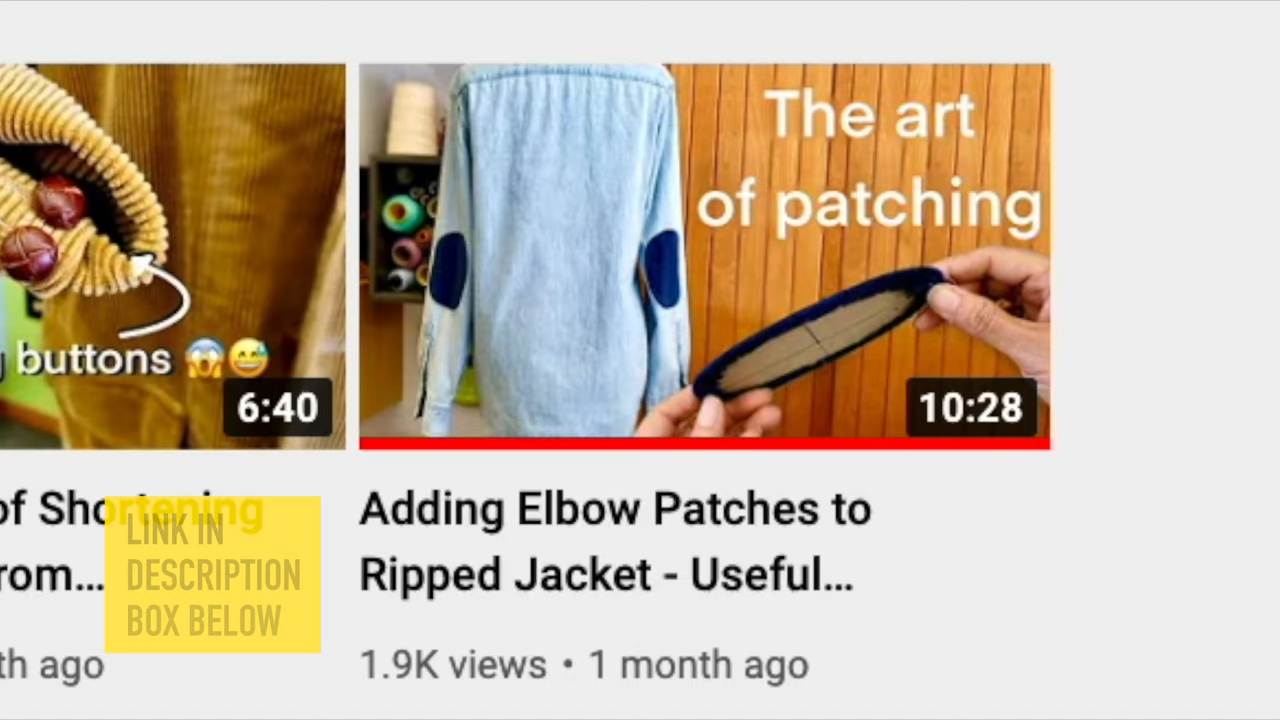 The art
of patching
buttons 😱😅
6:40
10:28
of Shortening
rom...
th ago
LINK IN
DESCRIPTION
BOX BELOW
Adding Elbow Patches to
Ripped Jacket - Useful...
1.9K views • 1 month ago